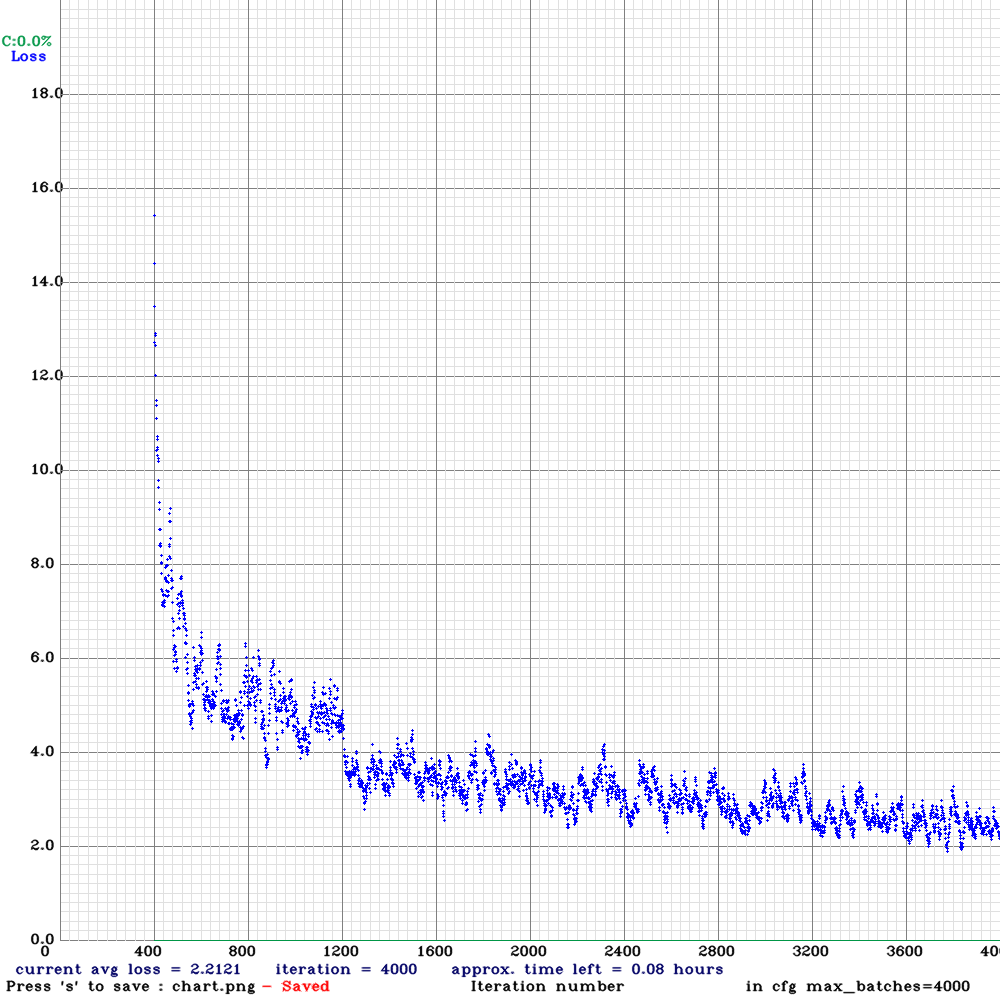 C:0.0%
Loss
18.0
16.0
14.0
12.0
10.0
8.0
6.0
4.0
2.0
0.0
0 400 800 1200 1600 2000 2400 2800 3200 3600 40
current avg loss = 2.2121 iteration = 4000 approx. time left = 0.08 hours
Press 's' to save : chart.png - Saved Iteration number in cfg max_batches=4000